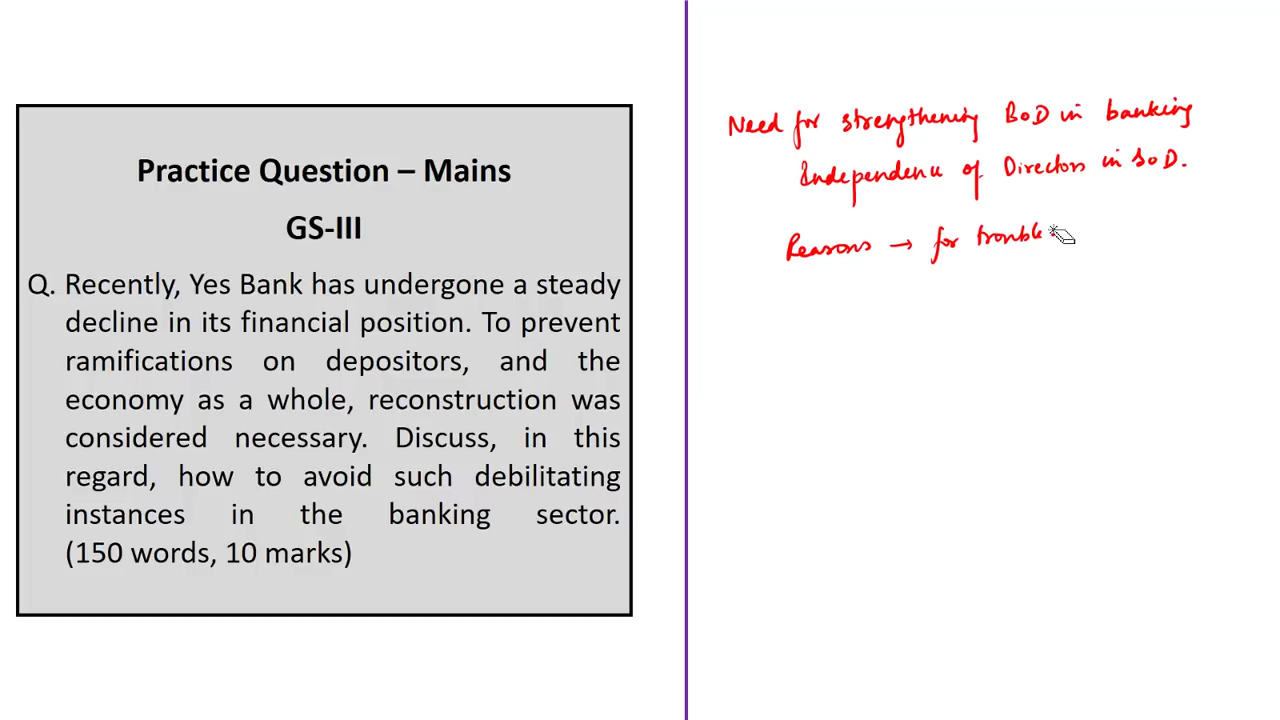 Practice Question – Mains
GS-III
Q. Recently, Yes Bank has undergone a steady
decline in its financial position. To prevent
ramifications on depositors, and the
economy as a whole, reconstruction was
considered necessary. Discuss, in this
regard, how to avoid such debilitating
instances in the banking sector.
(150 words, 10 marks)
Need for strengthening BoD in banking
Independence of Directors in BoD.
Reasons → for trouble